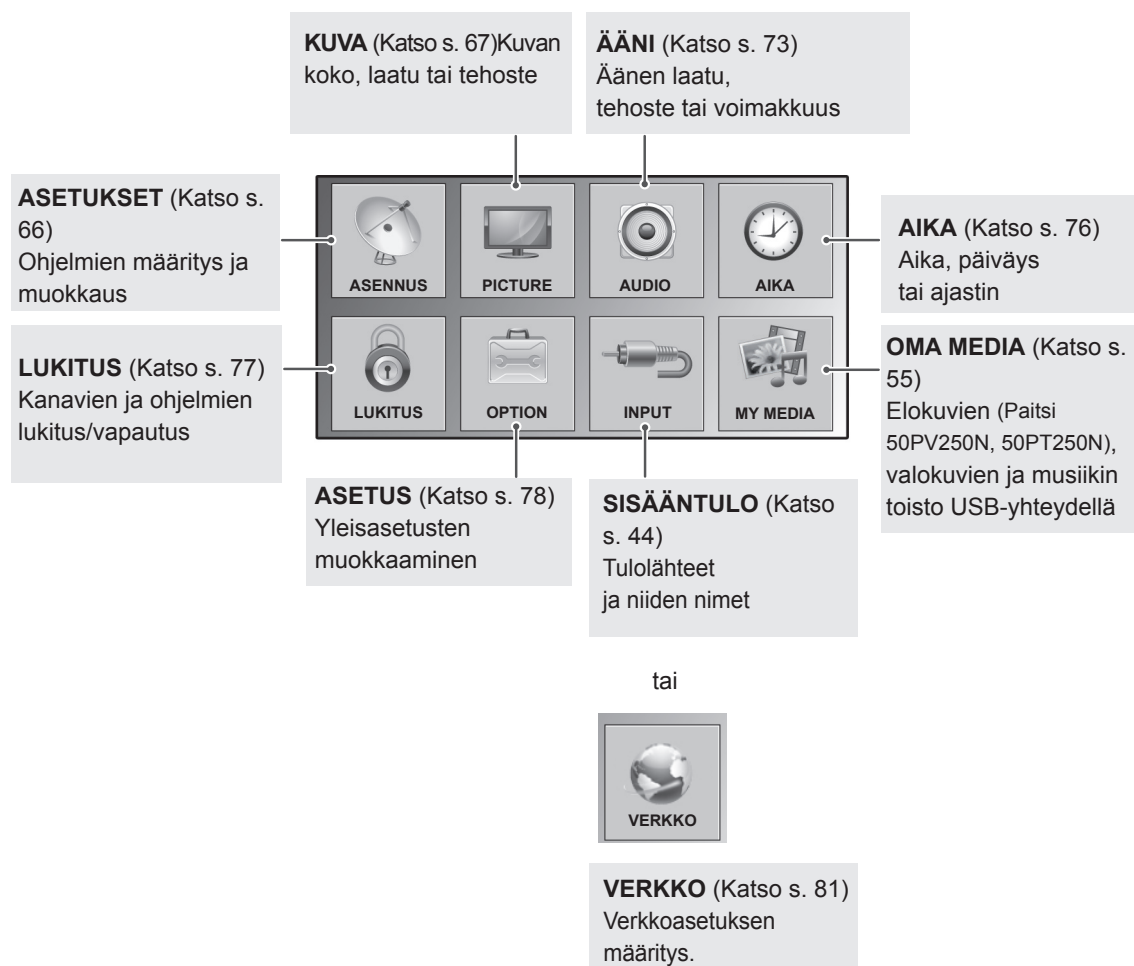 KUVA (Katso s. 67)Kuvan
koko, laatu tai tehoste
ÄÄNI (Katso s. 73)
Äänen laatu,
tehoste tai voimakkuus
ASETUKSET (Katso s.
66)
Ohjelmien määritys ja
muokkaus
LUKITUS (Katso s. 77)
Kanavien ja ohjelmien
lukitus/vapautus
ASENNUS
PICTURE
AUDIO
AIKA
LUKITUS
OPTION
INPUT
MY MEDIA
AIKA (Katso s. 76)
Aika, päiväys
tai ajastin
OMA MEDIA (Katso s.
55)
Elokuvien (Paitsi
50PV250N, 50PT250N),
valokuvien ja musiikin
toisto USB-yhteydellä
ASETUS (Katso s. 78)
Yleisasetusten
muokkaaminen
SISÄÄNTULO (Katso
s. 44)
Tulolähteet
ja niiden nimet
tai
VERKKO
VERKKO (Katso s. 81)
Verkkoasetuksen
määritys.